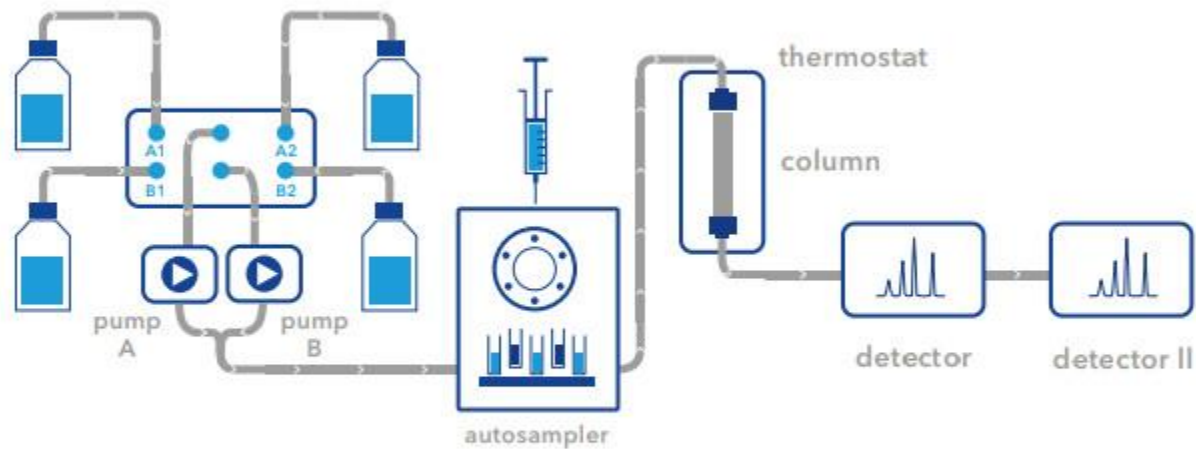 thermostat
A1
A2
column
B1
B2
pump
A
pump
B
detector
detector II
autosampler